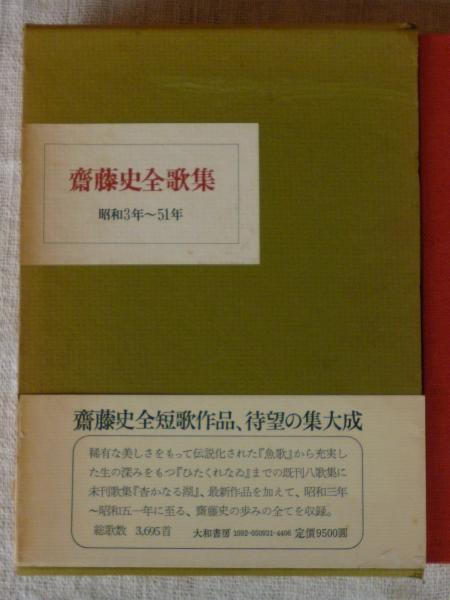 齋藤史全歌集
昭和3年〜51年
齋藤史全短歌作品、待望の集大成
稀有な美しさをもって伝説化された『魚歌』から充実し
た生の深みをもつ『ひたくれなゐ』までの既刊八歌集に
未刊歌集『杳かなる湖』、最新作品を加えて、昭和三年
〜昭和五一年に至る、齋藤史の歩みの全てを収録。
総歌数 3,695首 大和書房 1092-050931-4406 定價9500圓